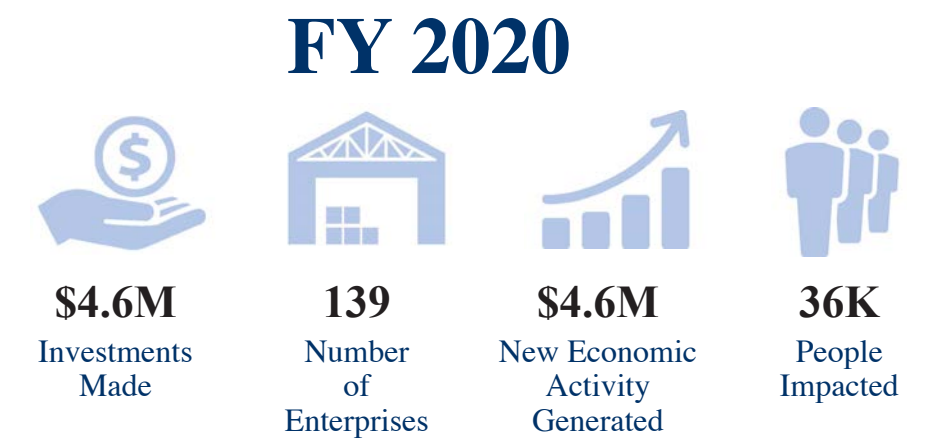 FY 2020
$
$4.6M
Investments
Made
139
Number
of
Enterprises
$4.6M
New Economic
Activity
Generated
36K
People
Impacted